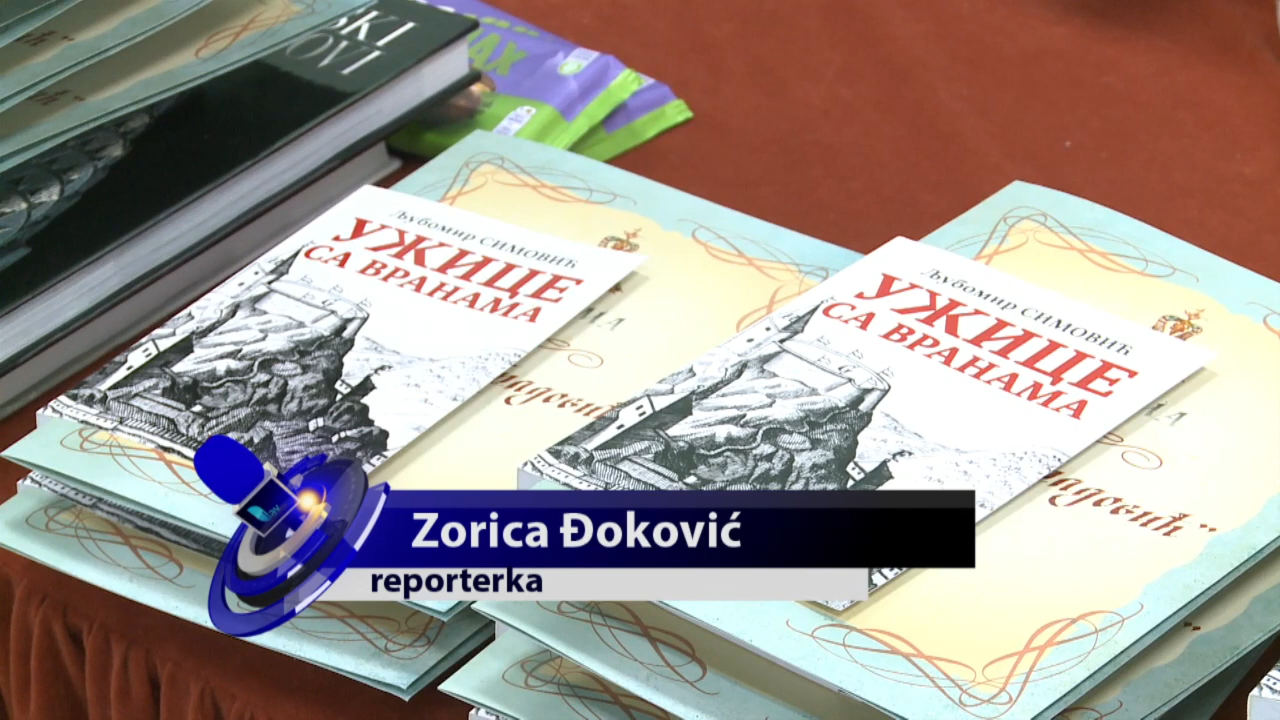 Љубомир СИМОВИЋ
УЖИЦЕ
СА ВРАНАМА
Љубомир СИМОВИЋ
УЖИЦЕ
СА ВРАНАМА
Zorica Đoković
reporterka